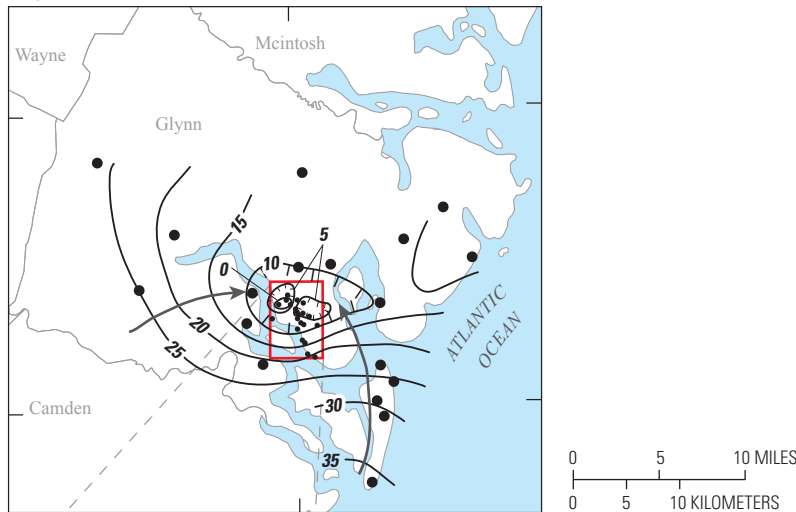 Mcintosh
Wayne
Glynn
15
5
10
0
20
25
ATLANTIC
OCEAN
Camden
30
35
0 5 10 MILES
0 5 10 KILOMETERS